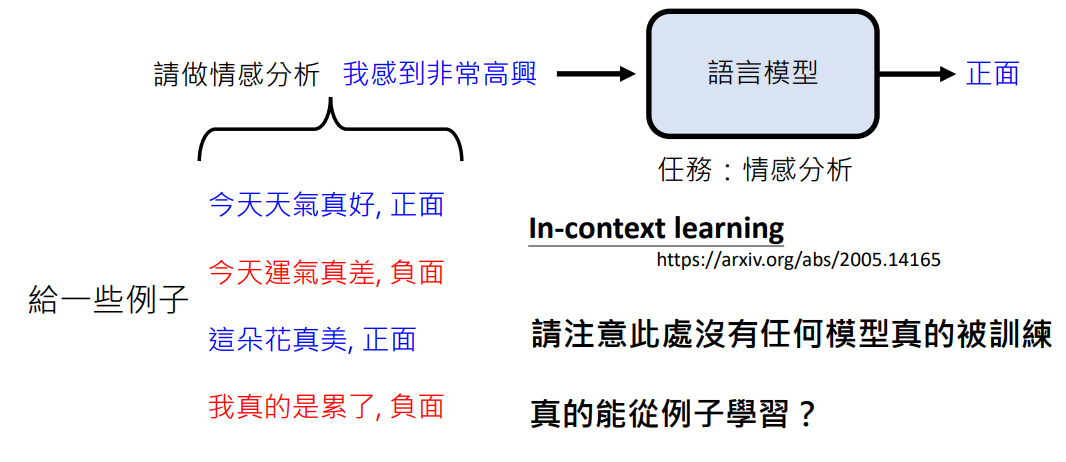 請做情感分析 我感到非常高興
語言模型
正面
任務：情感分析
給一些例子
今天天氣真好, 正面
今天運氣真差, 負面
這朵花真美, 正面
我真的是累了, 負面
In-context learning
https://arxiv.org/abs/2005.14165
請注意此處沒有任何模型真的被訓練
真的能從例子學習？